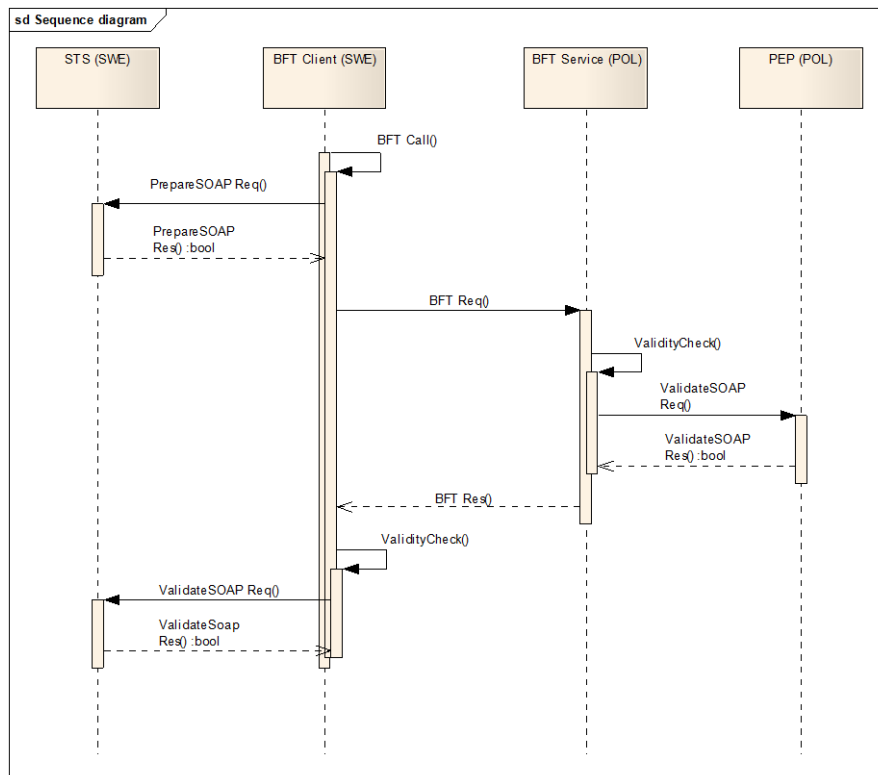 sd Sequence diagram
STS (SWE)
BFT Client (SWE)
BFT Service (POL)
PEP (POL)
BFT Call()
PrepareSOAP Req()
PrepareSOAP
Res() :bool
BFT Req()
ValidityCheck()
ValidateSOAP
Req()
ValidateSOAP
Res() :bool
BFT Res()
ValidityCheck()
ValidateSOAP Req()
ValidateSoap
Res() :bool